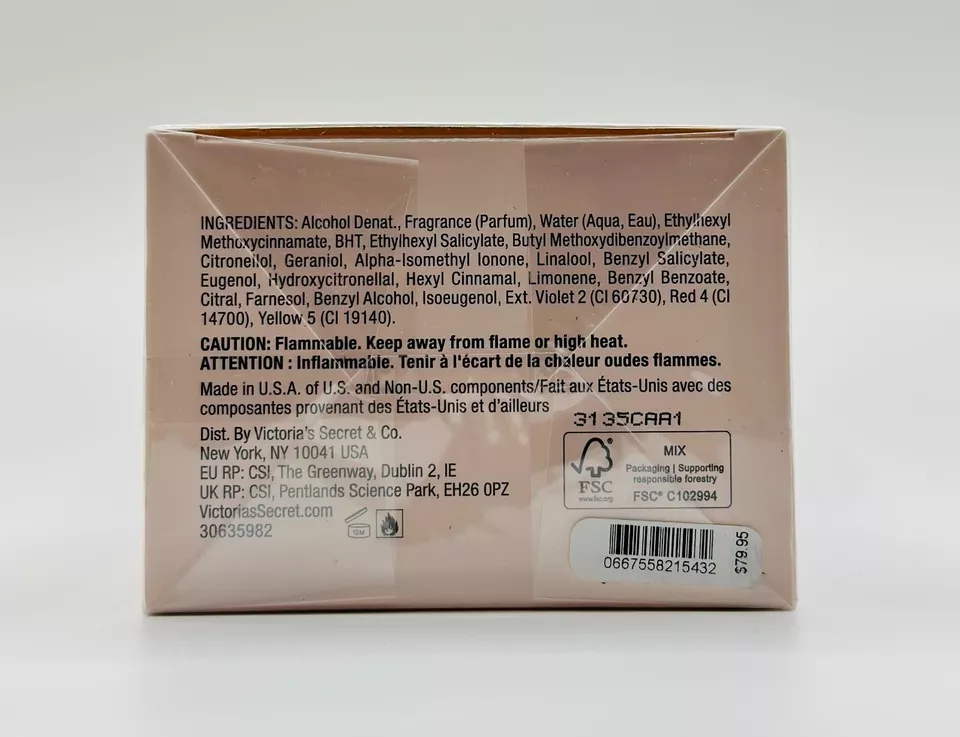 INGREDIENTS: Alcohol Denat., Fragrance (Parfum), Water (Aqua, Eau), Ethylhexyl
Methoxycinnamate, BHT, Ethylhexyl Salicylate, Butyl Methoxydibenzoylmethane,
Citronellol, Geraniol, Alpha-Isomethyl Ionone, Linalool, Benzyl Salicylate,
Eugenol, Hydroxycitronellal, Hexyl Cinnamal, Limonene, Benzyl Benzoate,
Citral, Farnesol, Benzyl Alcohol, Isoeugenol, Ext. Violet 2 (CI 60730), Red 4 (CI
14700), Yellow 5 (CI 19140).
CAUTION: Flammable. Keep away from flame or high heat.
ATTENTION : Inflammable. Tenir à l'écart de la chaleur oudes flammes.
Made in U.S.A. of U.S. and Non-U.S. components/Fait aux États-Unis avec des
composantes provenant des États-Unis et d'ailleurs
Dist. By Victoria's Secret & Co.
New York, NY 10041 USA
EU RP: CSI, The Greenway, Dublin 2, IE
UK RP: CSI, Pentlands Science Park, EH26 0PZ
VictoriasSecret.com
30635982
12M
3135CAA1
FSC
www.fsc.org
MIX
Packaging | Supporting
responsible forestry
FSC® C102994
0667558215432
$79.95